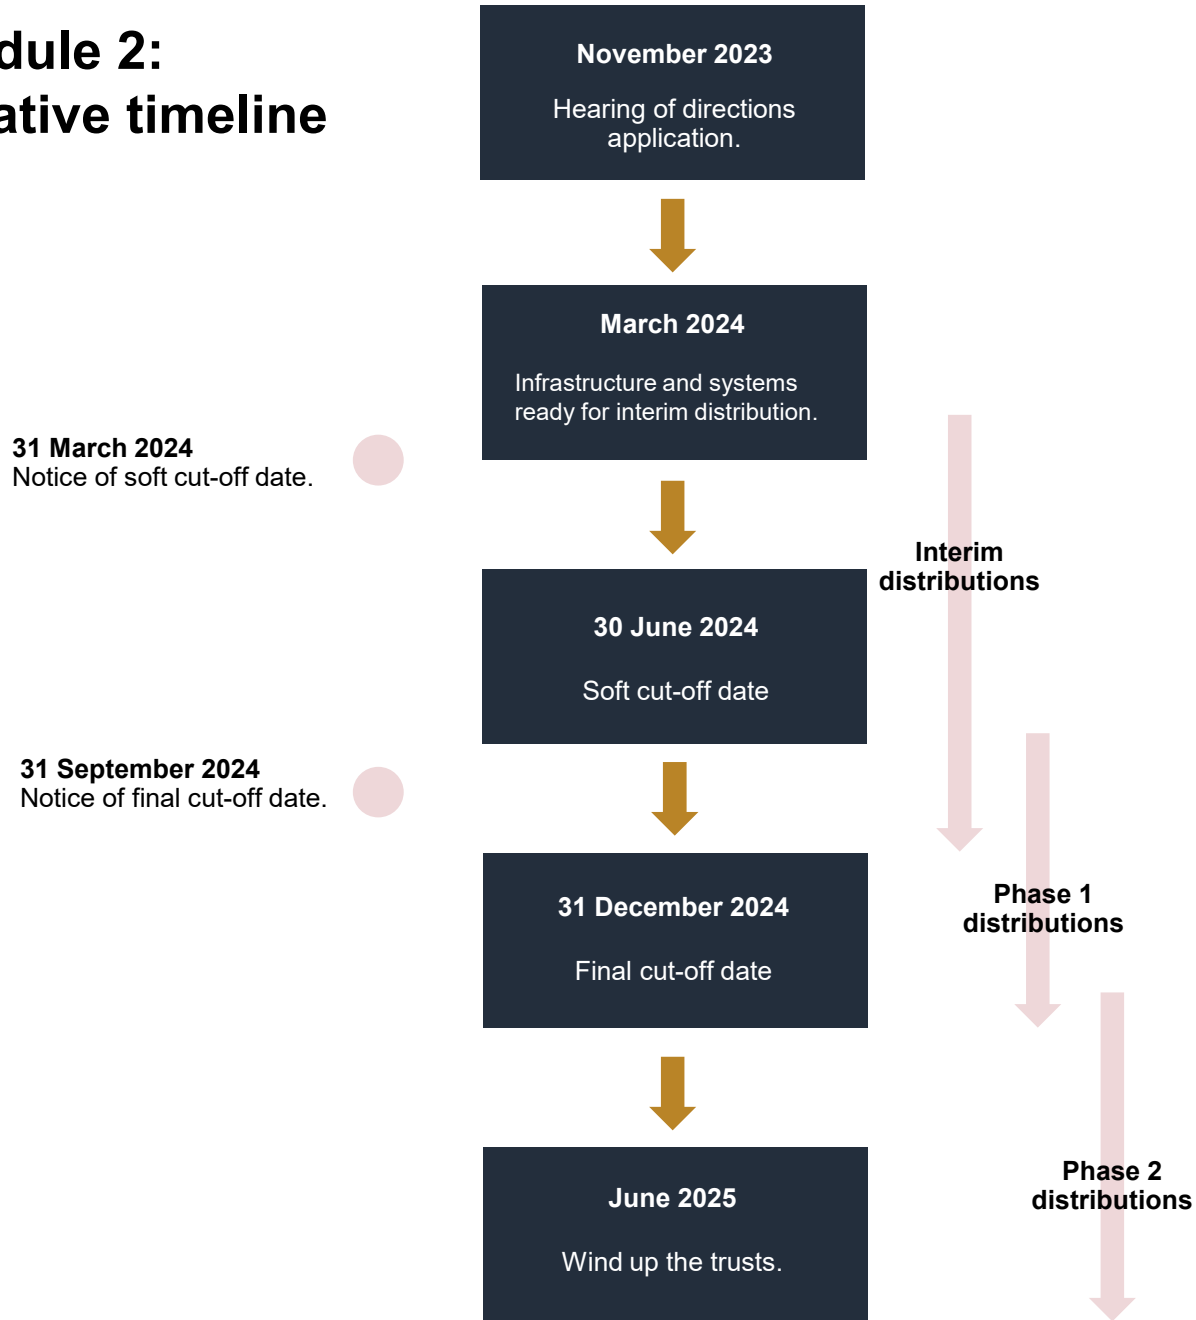 dule 2:
ative timeline
November 2023
Hearing of directions
application.
March 2024
Infrastructure and systems
ready for interim distribution.
31 March 2024
Notice of soft cut-off date.
Interim
distributions
30 June 2024
Soft cut-off date
31 September 2024
Notice of final cut-off date.
31 December 2024
Final cut-off date
Phase 1
distributions
June 2025
Wind up the trusts.
Phase 2
distributions